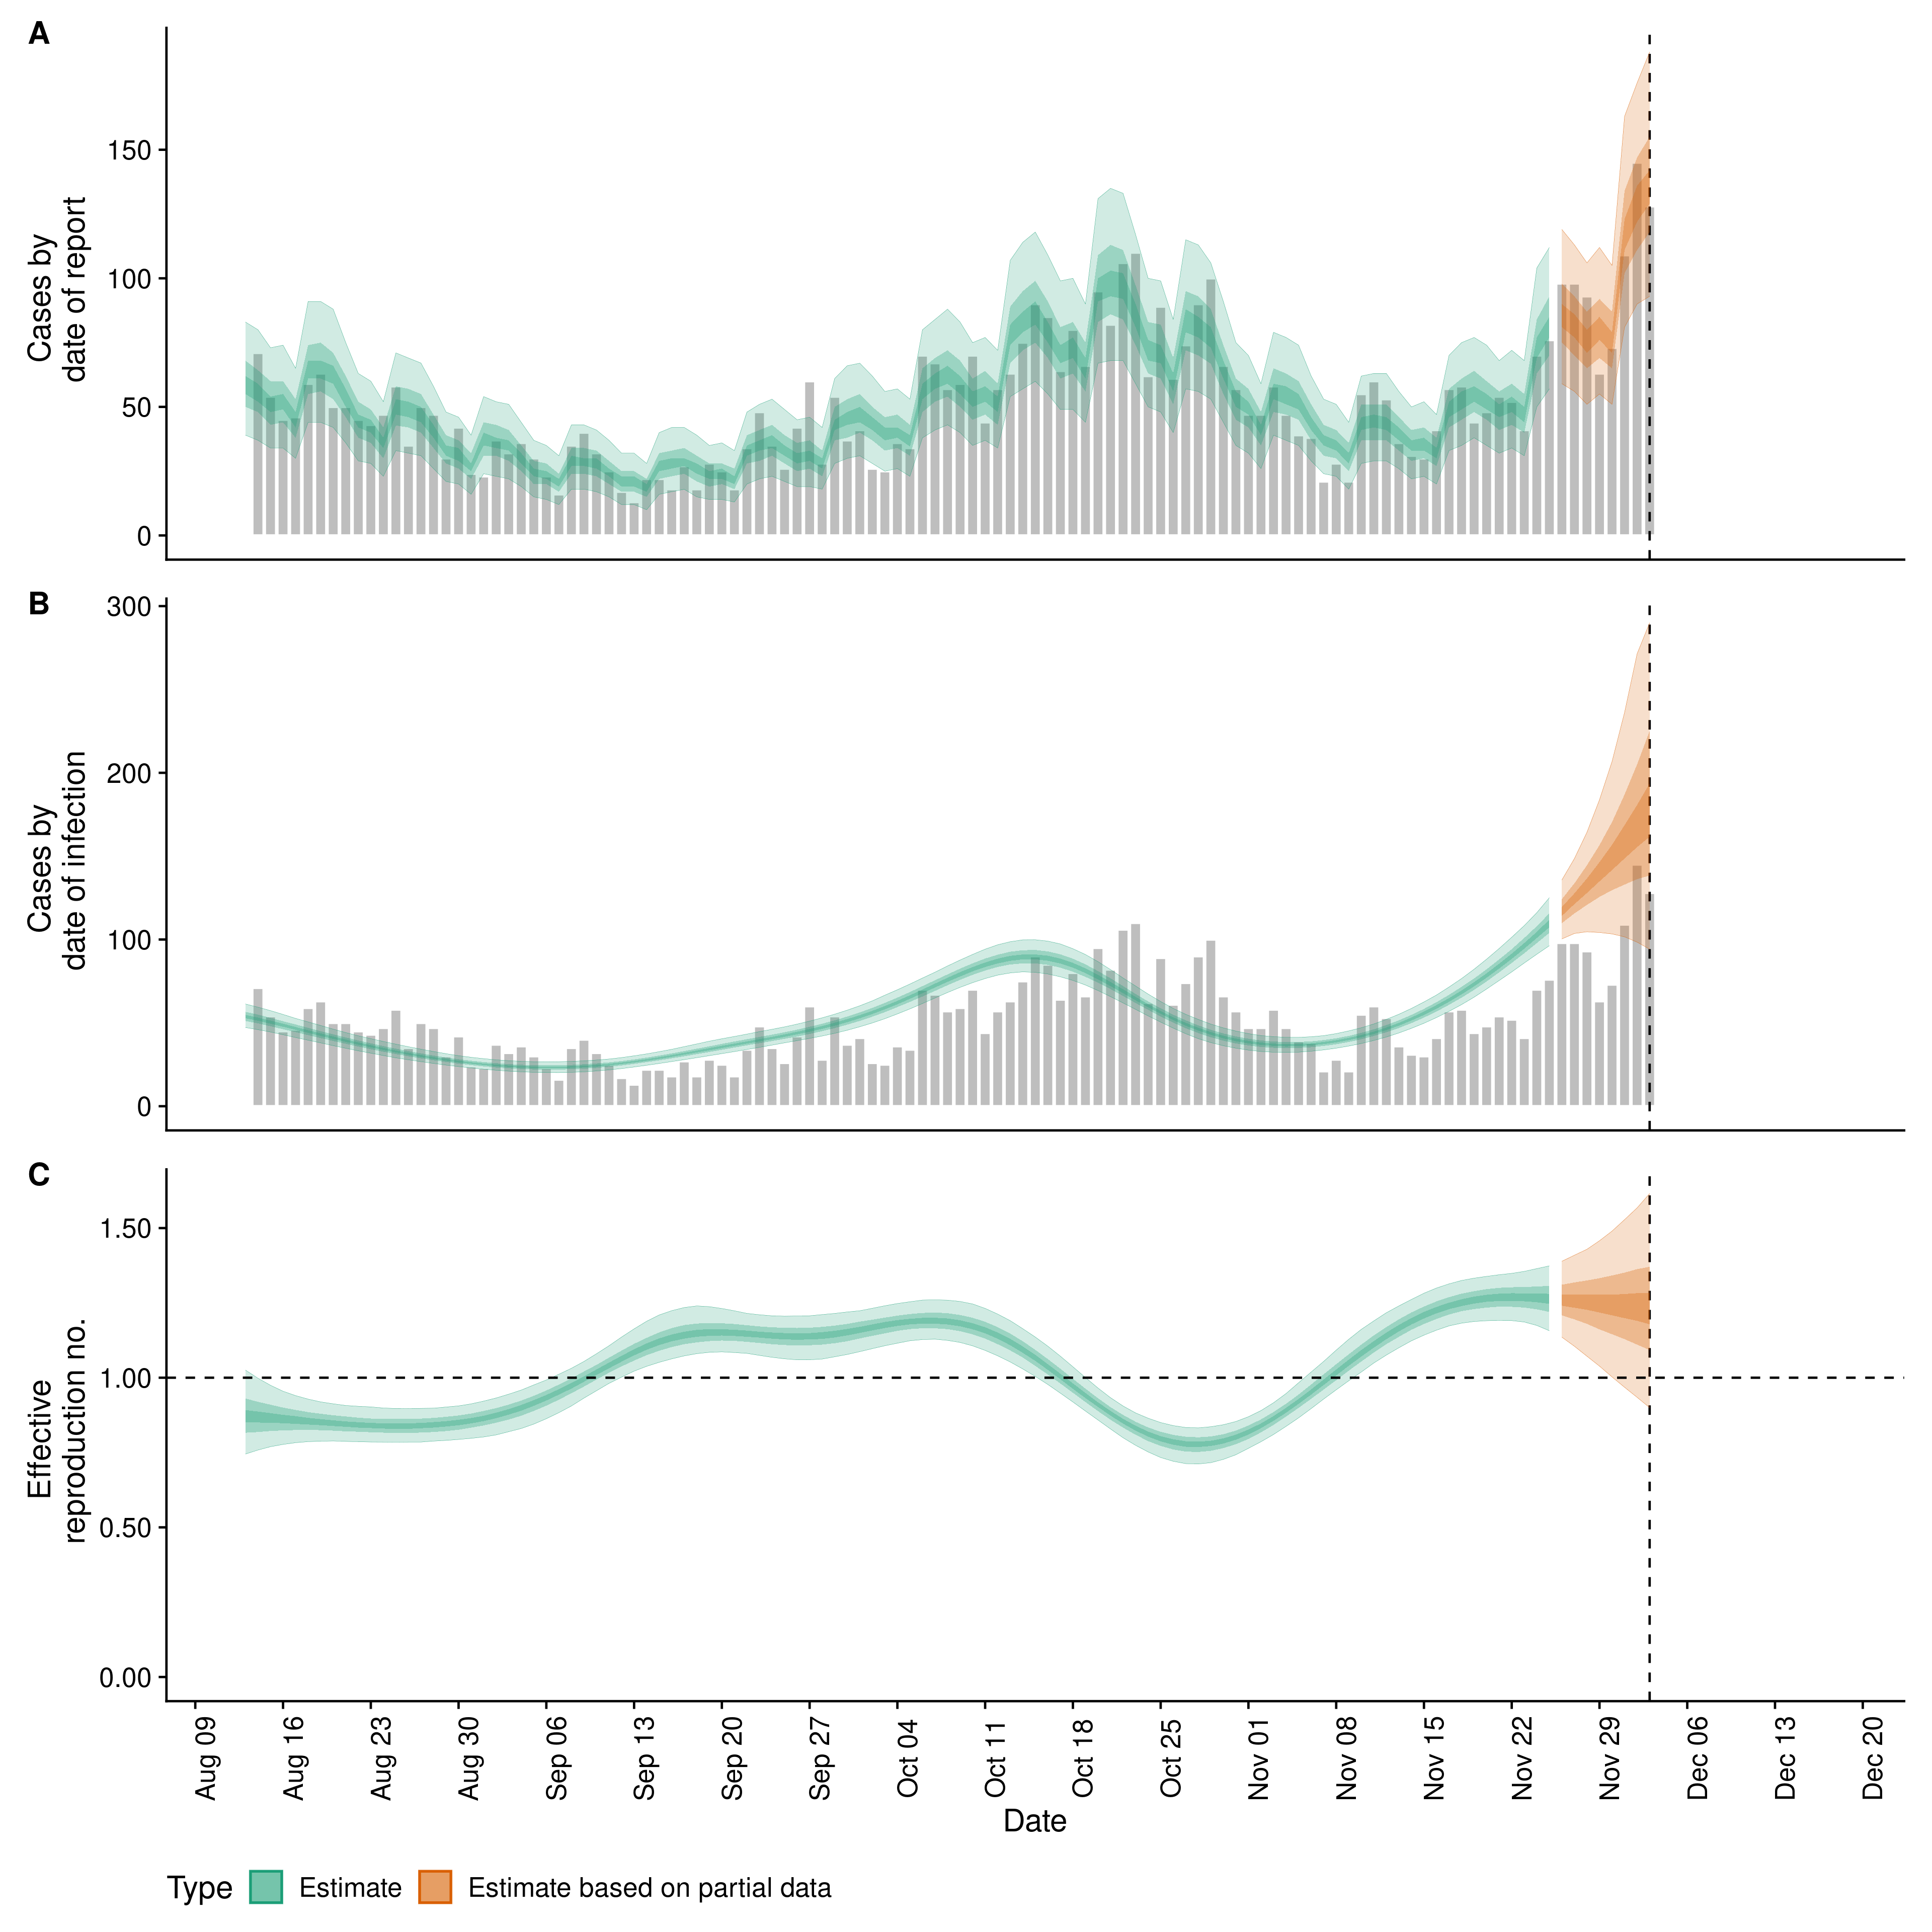 A
Cases by
date of report
150
100
50
0
B
Cases by
date of infection
300
200
100
0
C
Effective
reproduction no.
1.50
1.00
0.50
0.00
Aug 09
Aug 16
Aug 23
Aug 30
Sep 06
Sep 13
Sep 20
Sep 27
Oct 04
Oct 11
Oct 18
Oct 25
Nov 01
Nov 08
Nov 15
Nov 22
Nov 29
Dec 06
Dec 13
Dec 20
Date
Type Estimate Estimate based on partial data